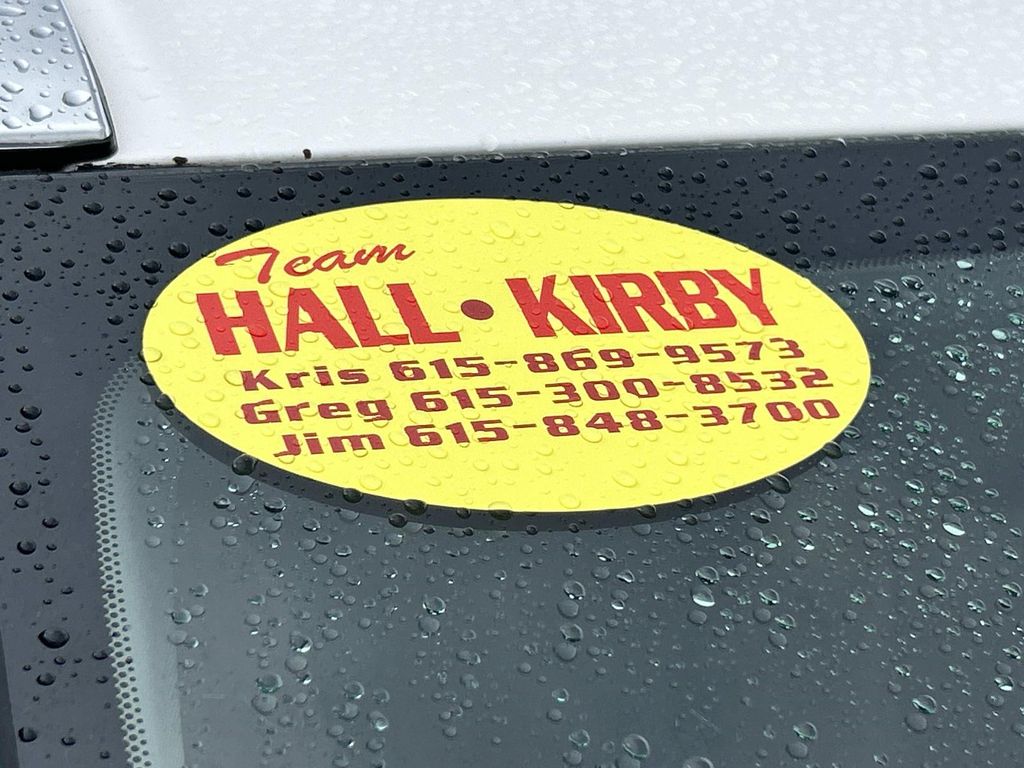 Team
HALL • KIRBY
Kris 615-869-9573
Greg 615-300-8532
Jim 615-848-3700